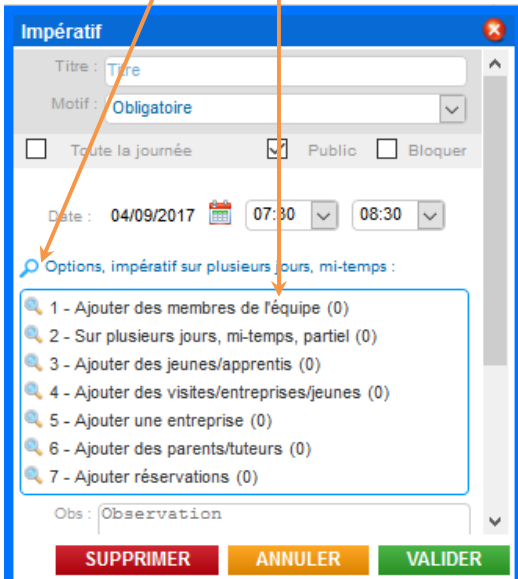 Impératif
Titre : Titre
Motif : Obligatoire
Toute la journée Public Bloquer
Date : 04/09/2017 07:30 08:30
Options, impératif sur plusieurs jours, mi-temps :
1 - Ajouter des membres de l'équipe (0)
2 - Sur plusieurs jours, mi-temps, partiel (0)
3 - Ajouter des jeunes/apprentis (0)
4 - Ajouter des visites/entreprises/jeunes (0)
5 - Ajouter une entreprise (0)
6 - Ajouter des parents/tuteurs (0)
7 - Ajouter réservations (0)
Obs : Observation
SUPPRIMER ANNULER VALIDER